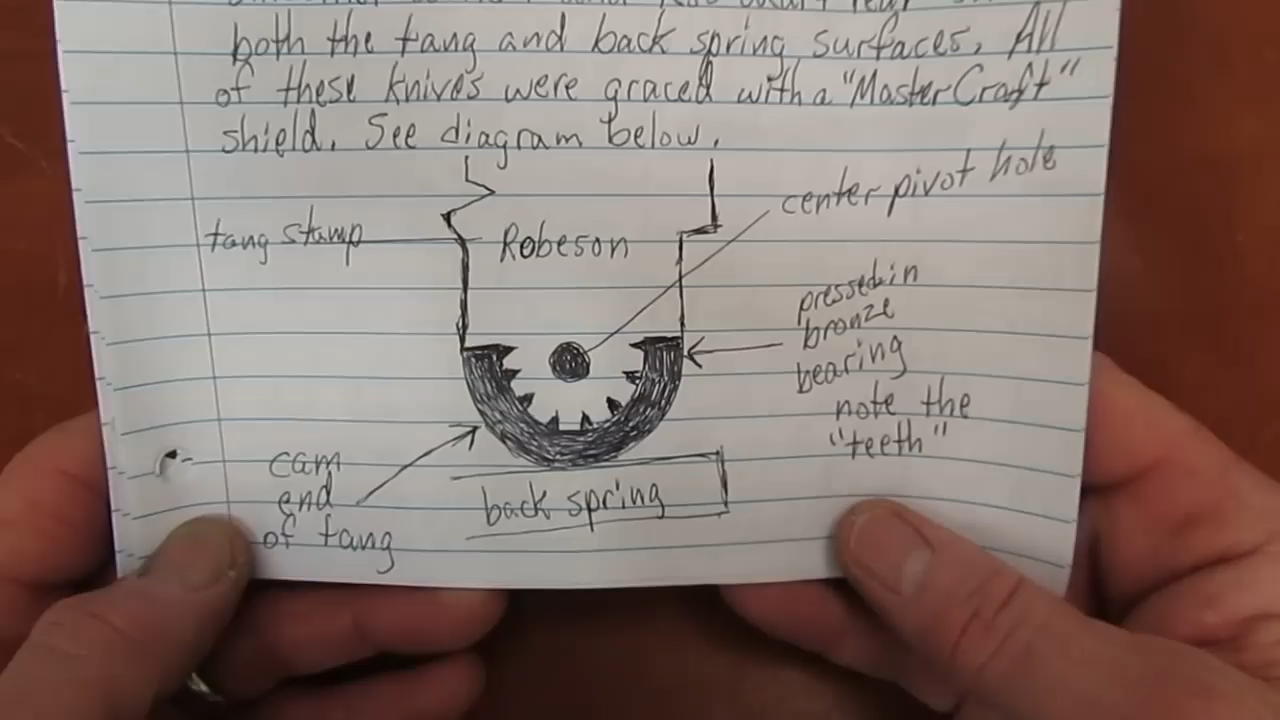 both the tang and back spring surfaces. All
of these knives were graced with a "MasterCraft"
shield. See diagram below.
center pivot hole
tang stamp
Robeson
pressed in
bronze
bearing
note the
"teeth"
cam
end
of tang
back spring